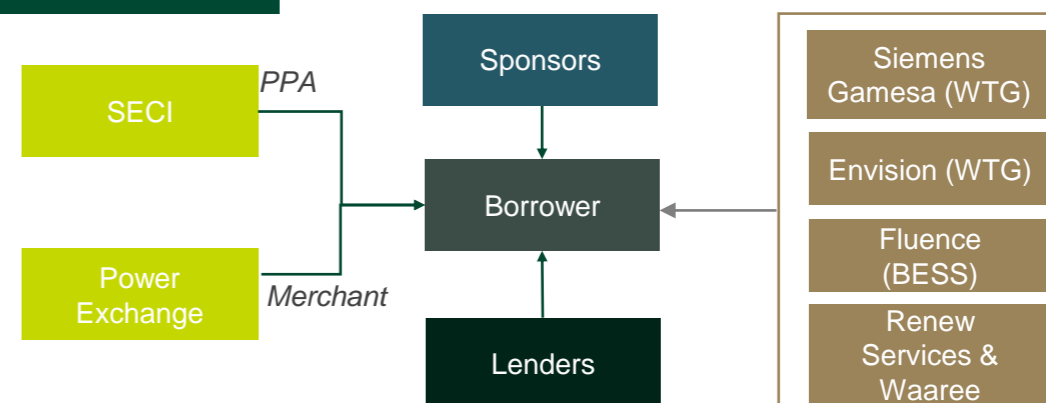 SECI
PPA
Power
Exchange
Merchant
Sponsors
Borrower
Lenders
Siemens
Gamesa (WTG)
Envision (WTG)
Fluence
(BESS)
Renew
Services &
Waaree